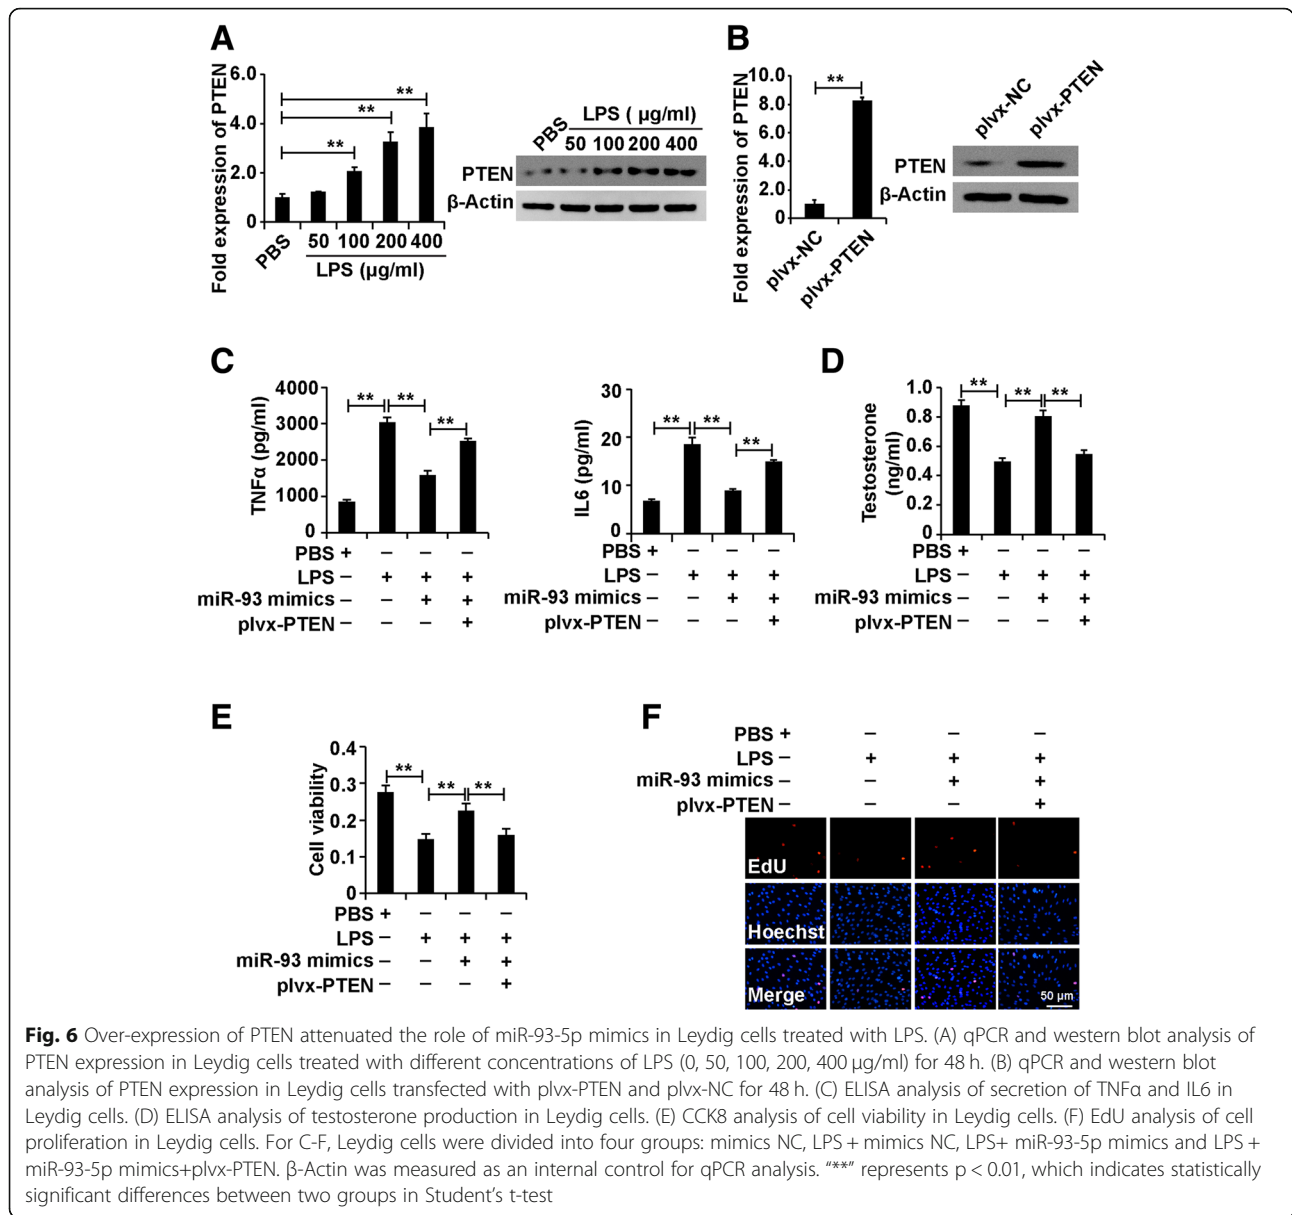 A
Fold expression of PTEN
6.0
4.0
2.0
0
**
**
**
PBS
50 100 200 400
LPS (µg/ml)
PBS
LPS ( µg/ml)
50 100 200 400
PTEN
β-Actin
B
Fold expression of PTEN
10.0
8.0
6.0
4.0
2.0
0
**
plvx-NC
plvx-PTEN
plvx-NC
plvx-PTEN
PTEN
β-Actin
C
TNFα (pg/ml)
4000
3000
2000
1000
0
** ** **
PBS + – – –
LPS – + + +
miR-93 mimics – – + +
plvx-PTEN – – – +
IL6 (pg/ml)
30
20
10
0
** ** **
PBS + – – –
LPS – + + +
miR-93 mimics – – + +
plvx-PTEN – – – +
D
Testosterone
(ng/ml)
1.0
0.8
0.6
0.4
0.2
0
** ** **
PBS + – – –
LPS – + + +
miR-93 mimics – – + +
plvx-PTEN – – – +
E
Cell viability
0.4
0.3
0.2
0.1
0
** ** **
PBS + – – –
LPS – + + +
miR-93 mimics – – + +
plvx-PTEN – – – +
F
PBS + – – –
LPS – + + +
miR-93 mimics – – + +
plvx-PTEN – – – +
EdU
Hoechst
Merge
50 µm
Fig. 6 Over-expression of PTEN attenuated the role of miR-93-5p mimics in Leydig cells treated with LPS. (A) qPCR and western blot analysis of
PTEN expression in Leydig cells treated with different concentrations of LPS (0, 50, 100, 200, 400 µg/ml) for 48 h. (B) qPCR and western blot
analysis of PTEN expression in Leydig cells transfected with plvx-PTEN and plvx-NC for 48 h. (C) ELISA analysis of secretion of TNFα and IL6 in
Leydig cells. (D) ELISA analysis of testosterone production in Leydig cells. (E) CCK8 analysis of cell viability in Leydig cells. (F) EdU analysis of cell
proliferation in Leydig cells. For C-F, Leydig cells were divided into four groups: mimics NC, LPS + mimics NC, LPS+ miR-93-5p mimics and LPS +
miR-93-5p mimics+plvx-PTEN. β-Actin was measured as an internal control for qPCR analysis. “**” represents p < 0.01, which indicates statistically
significant differences between two groups in Student’s t-test